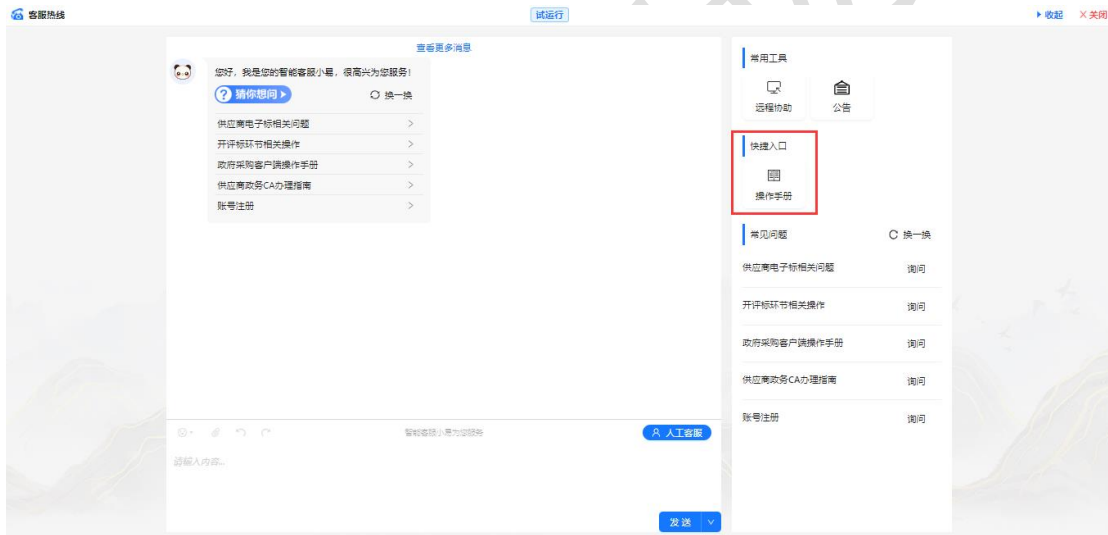 客服热线
试运行
收起
×关闭
查看更多消息
您好，我是您的智能客服小易，很高兴为您服务！
猜你想问
换一换
供应商电子标相关问题
开评标环节相关操作
政府采购客户端操作手册
供应商政务CA办理指南
账号注册
智能客服小易为您服务
人工客服
请输入内容...
发送
常用工具
远程协助
公告
快捷入口
操作手册
常见问题
换一换
供应商电子标相关问题 询问
开评标环节相关操作 询问
政府采购客户端操作手册 询问
供应商政务CA办理指南 询问
账号注册 询问